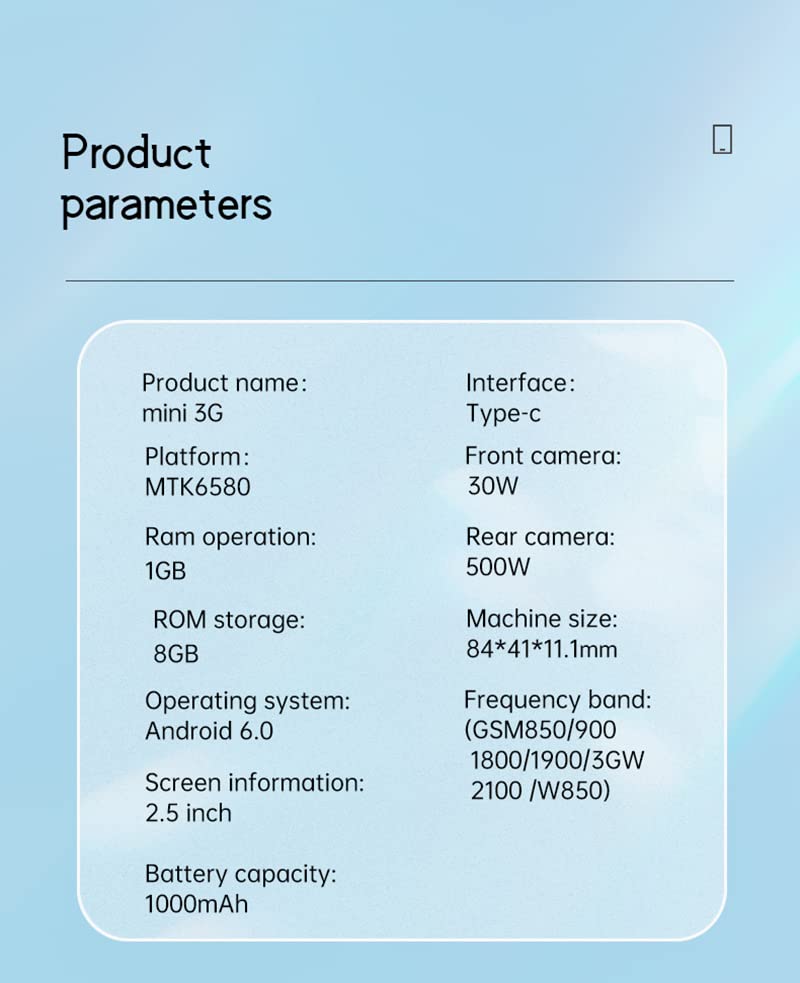 Product
parameters
Product name:
mini 3G
Platform:
MTK6580
Ram operation:
1GB
ROM storage:
8GB
Operating system:
Android 6.0
Screen information:
2.5 inch
Battery capacity:
1000mAh
Interface:
Type-c
Front camera:
30W
Rear camera:
500W
Machine size:
84*41*11.1mm
Frequency band:
(GSM850/900
1800/1900/3GW
2100 /W850)